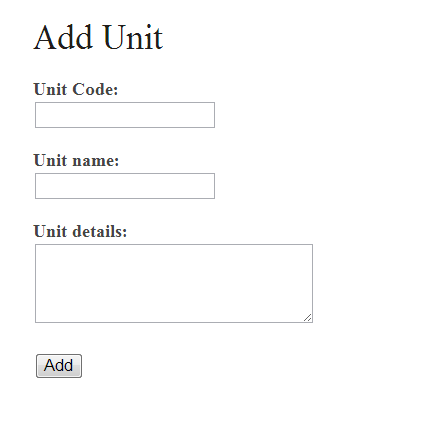 Add Unit
Unit Code:
Unit name:
Unit details:
Add